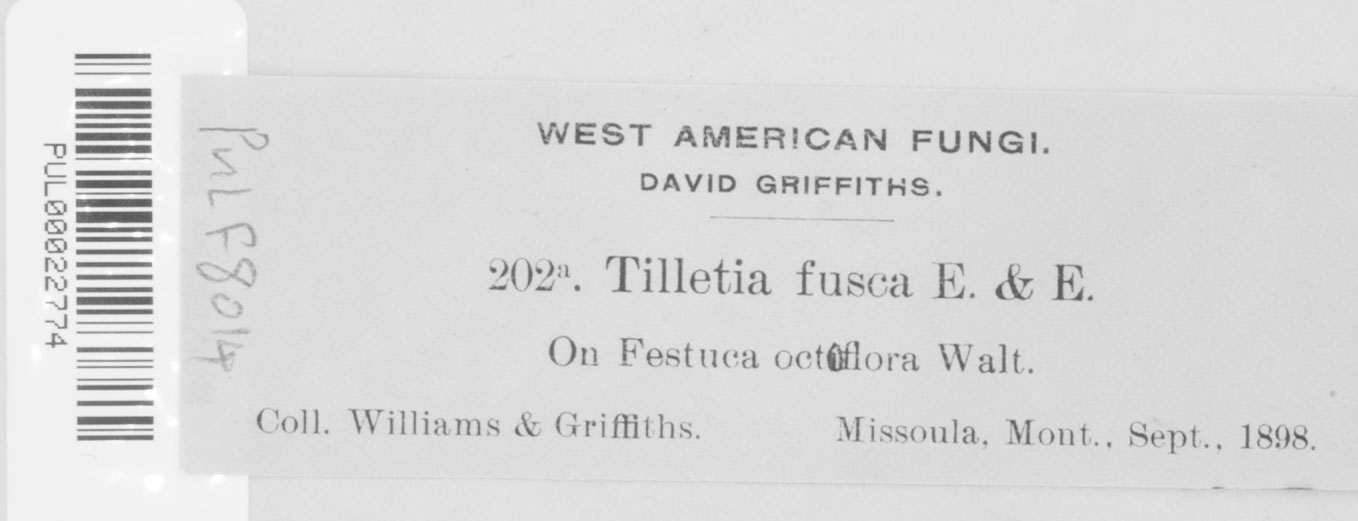 WEST AMERICAN FUNGI.
DAVID GRIFFITHS.
202a. Tilletia fusca E. & E.
On Festuca octoflora Walt.
Coll. Williams & Griffiths. Missoula, Mont., Sept., 1898.
PUL00022774
PUL F8014